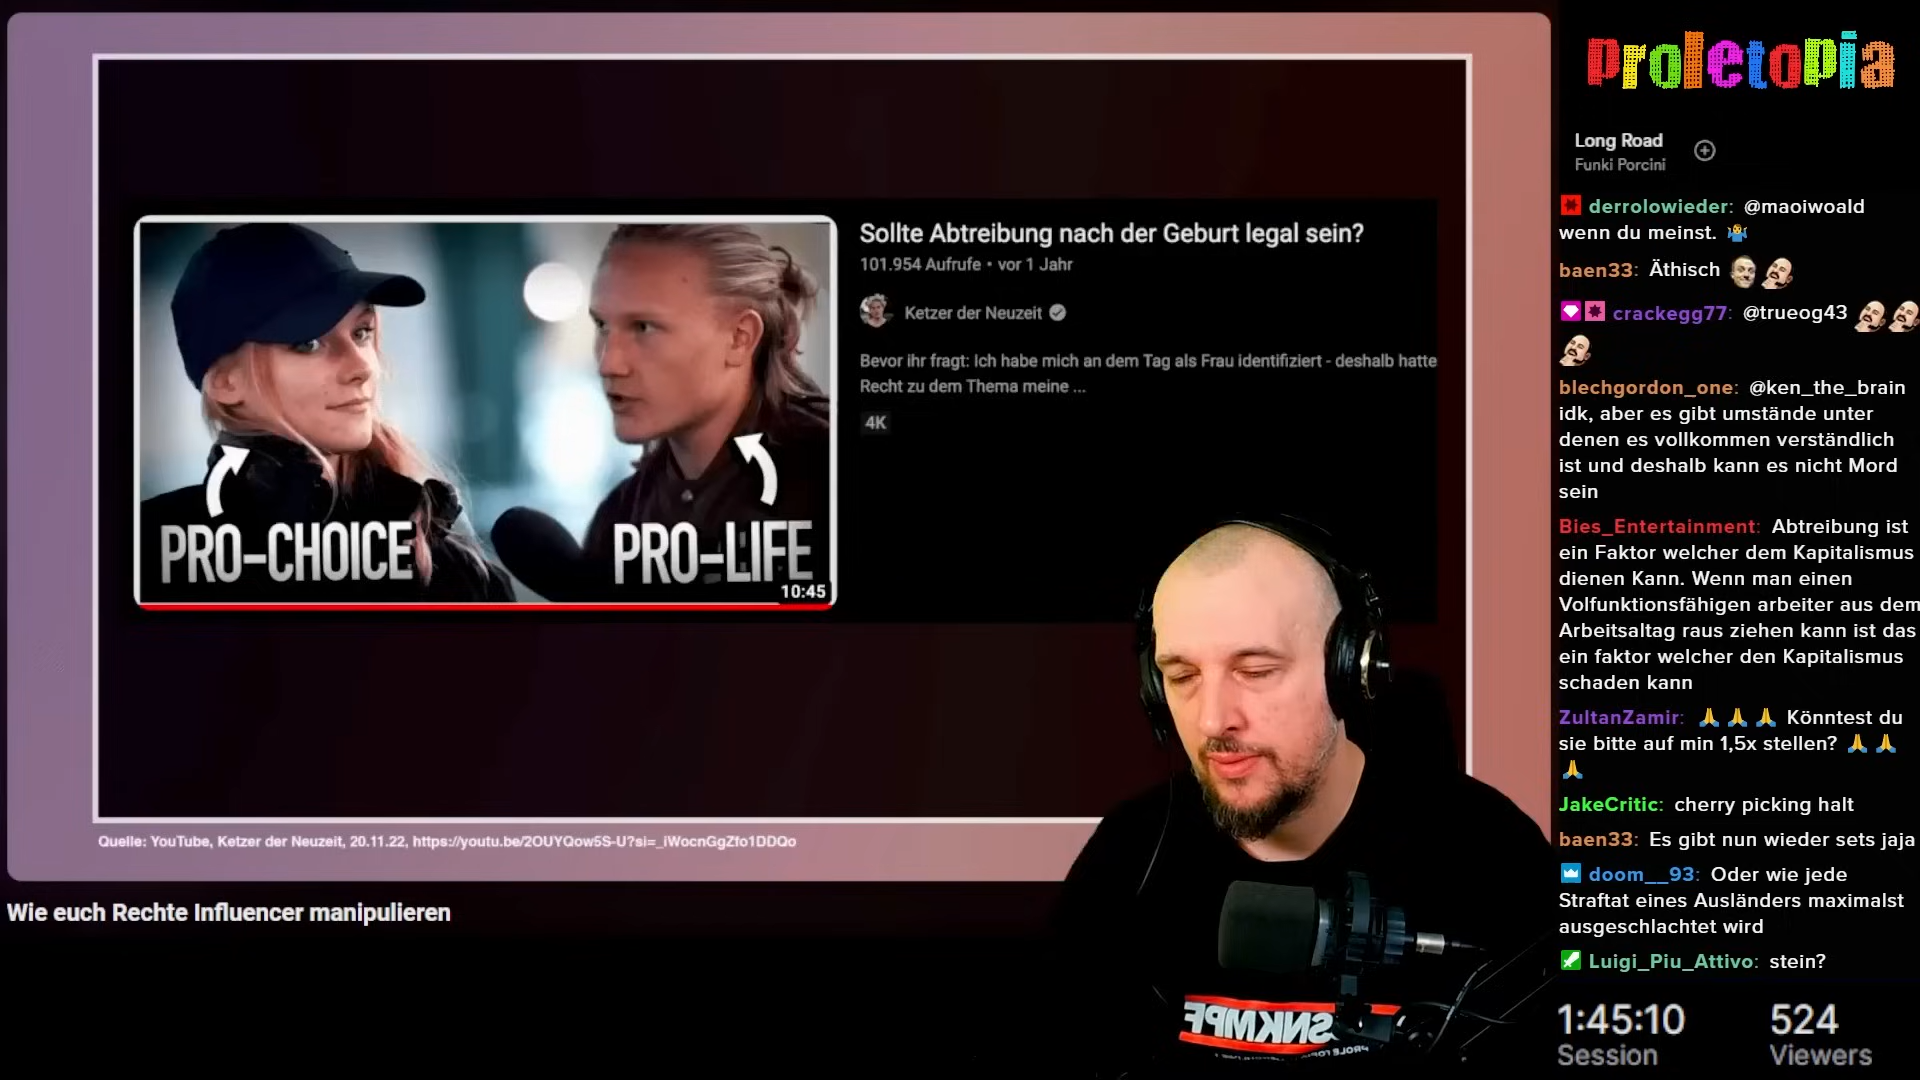 Proletopia
Long Road
Funki Porcini
Sollte Abtreibung nach der Geburt legal sein?
101.954 Aufrufe • vor 1 Jahr
Ketzer der Neuzeit
Bevor ihr fragt: Ich habe mich an dem Tag als Frau identifiziert - deshalb hatte
Recht zu dem Thema meine ...
4K
PRO-CHOICE
PRO-LIFE
10:45
Quelle: YouTube, Ketzer der Neuzeit, 20.11.22, https://youtu.be/2OUYQow5S-U?si=_iWocnGgZfo1DDQo
Wie euch Rechte Influencer manipulieren
derrolowieder: @maoiwoald
wenn du meinst. 🤷‍♂️
baen33: Äthisch
crackegg77: @trueog43
blechgordon_one: @ken_the_brain
idk, aber es gibt umstände unter
denen es vollkommen verständlich
ist und deshalb kann es nicht Mord
sein
Bies_Entertainment: Abtreibung ist
ein Faktor welcher dem Kapitalismus
dienen Kann. Wenn man einen
Volfunktionsfähigen arbeiter aus dem
Arbeitsaltag raus ziehen kann ist das
ein faktor welcher den Kapitalismus
schaden kann
ZultanZamir: 🙏 🙏 🙏 Könntest du
sie bitte auf min 1,5x stellen? 🙏 🙏
🙏
JakeCritic: cherry picking halt
baen33: Es gibt nun wieder sets jaja
doom__93: Oder wie jede
Straftat eines Ausländers maximalst
ausgeschlachtet wird
Luigi_Piu_Attivo: stein?
1:45:10
Session
524
Viewers
SNKMPF